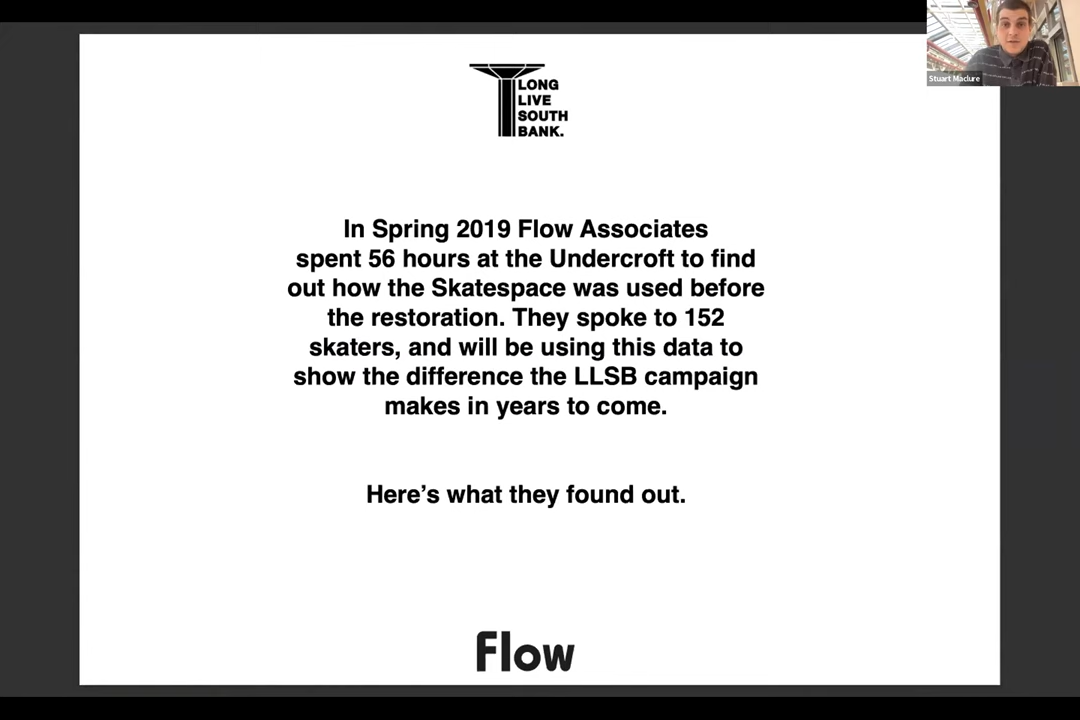 LONG
LIVE
SOUTH
BANK.
Stuart Maclure
In Spring 2019 Flow Associates
spent 56 hours at the Undercroft to find
out how the Skatespace was used before
the restoration. They spoke to 152
skaters, and will be using this data to
show the difference the LLSB campaign
makes in years to come.
Here’s what they found out.
Flow